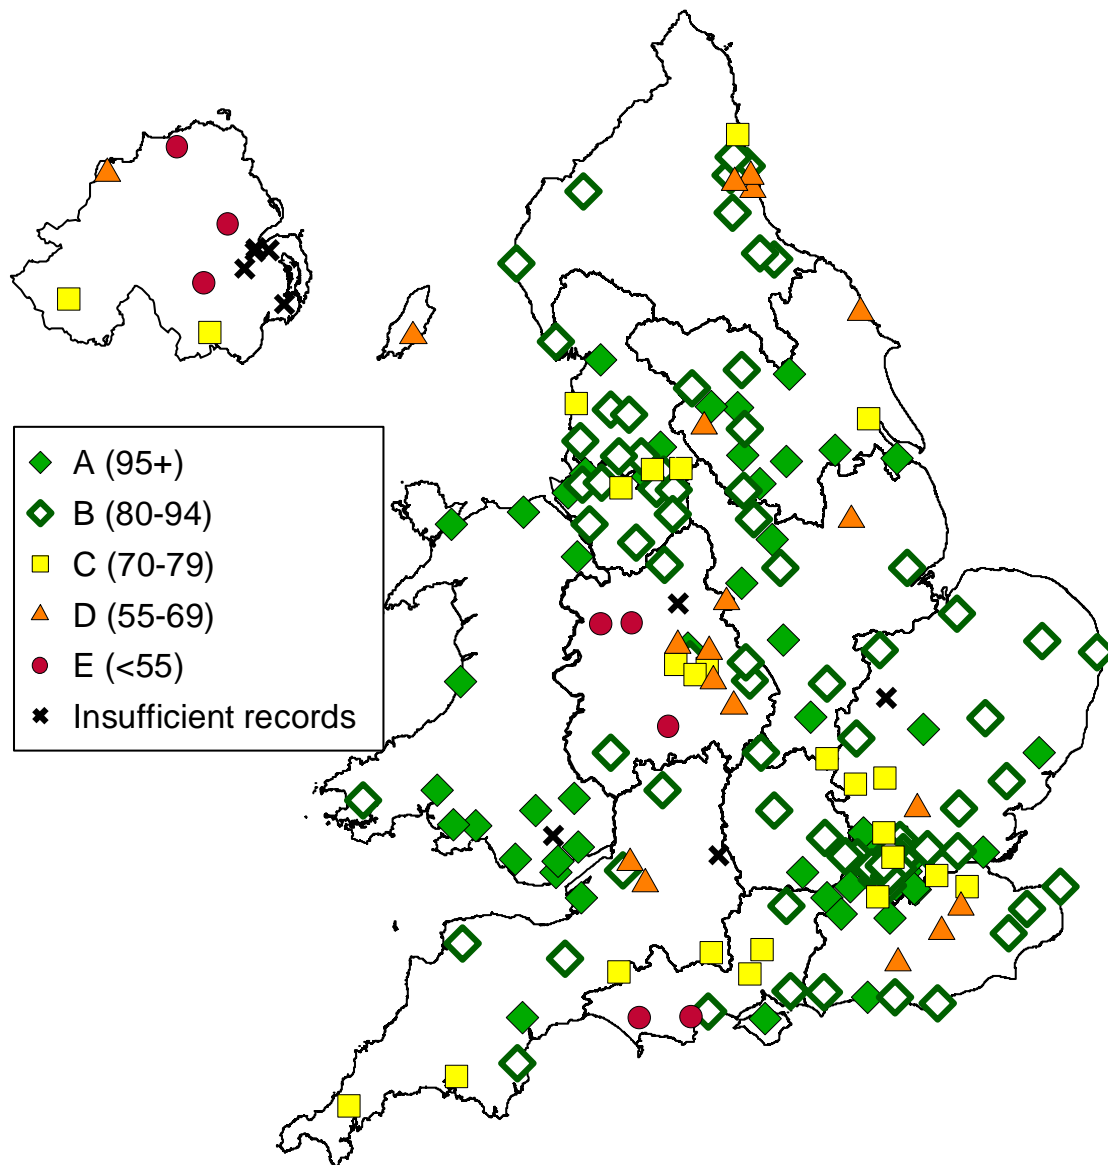 A (95+)
B (80-94)
C (70-79)
D (55-69)
E (<55)
Insufficient records